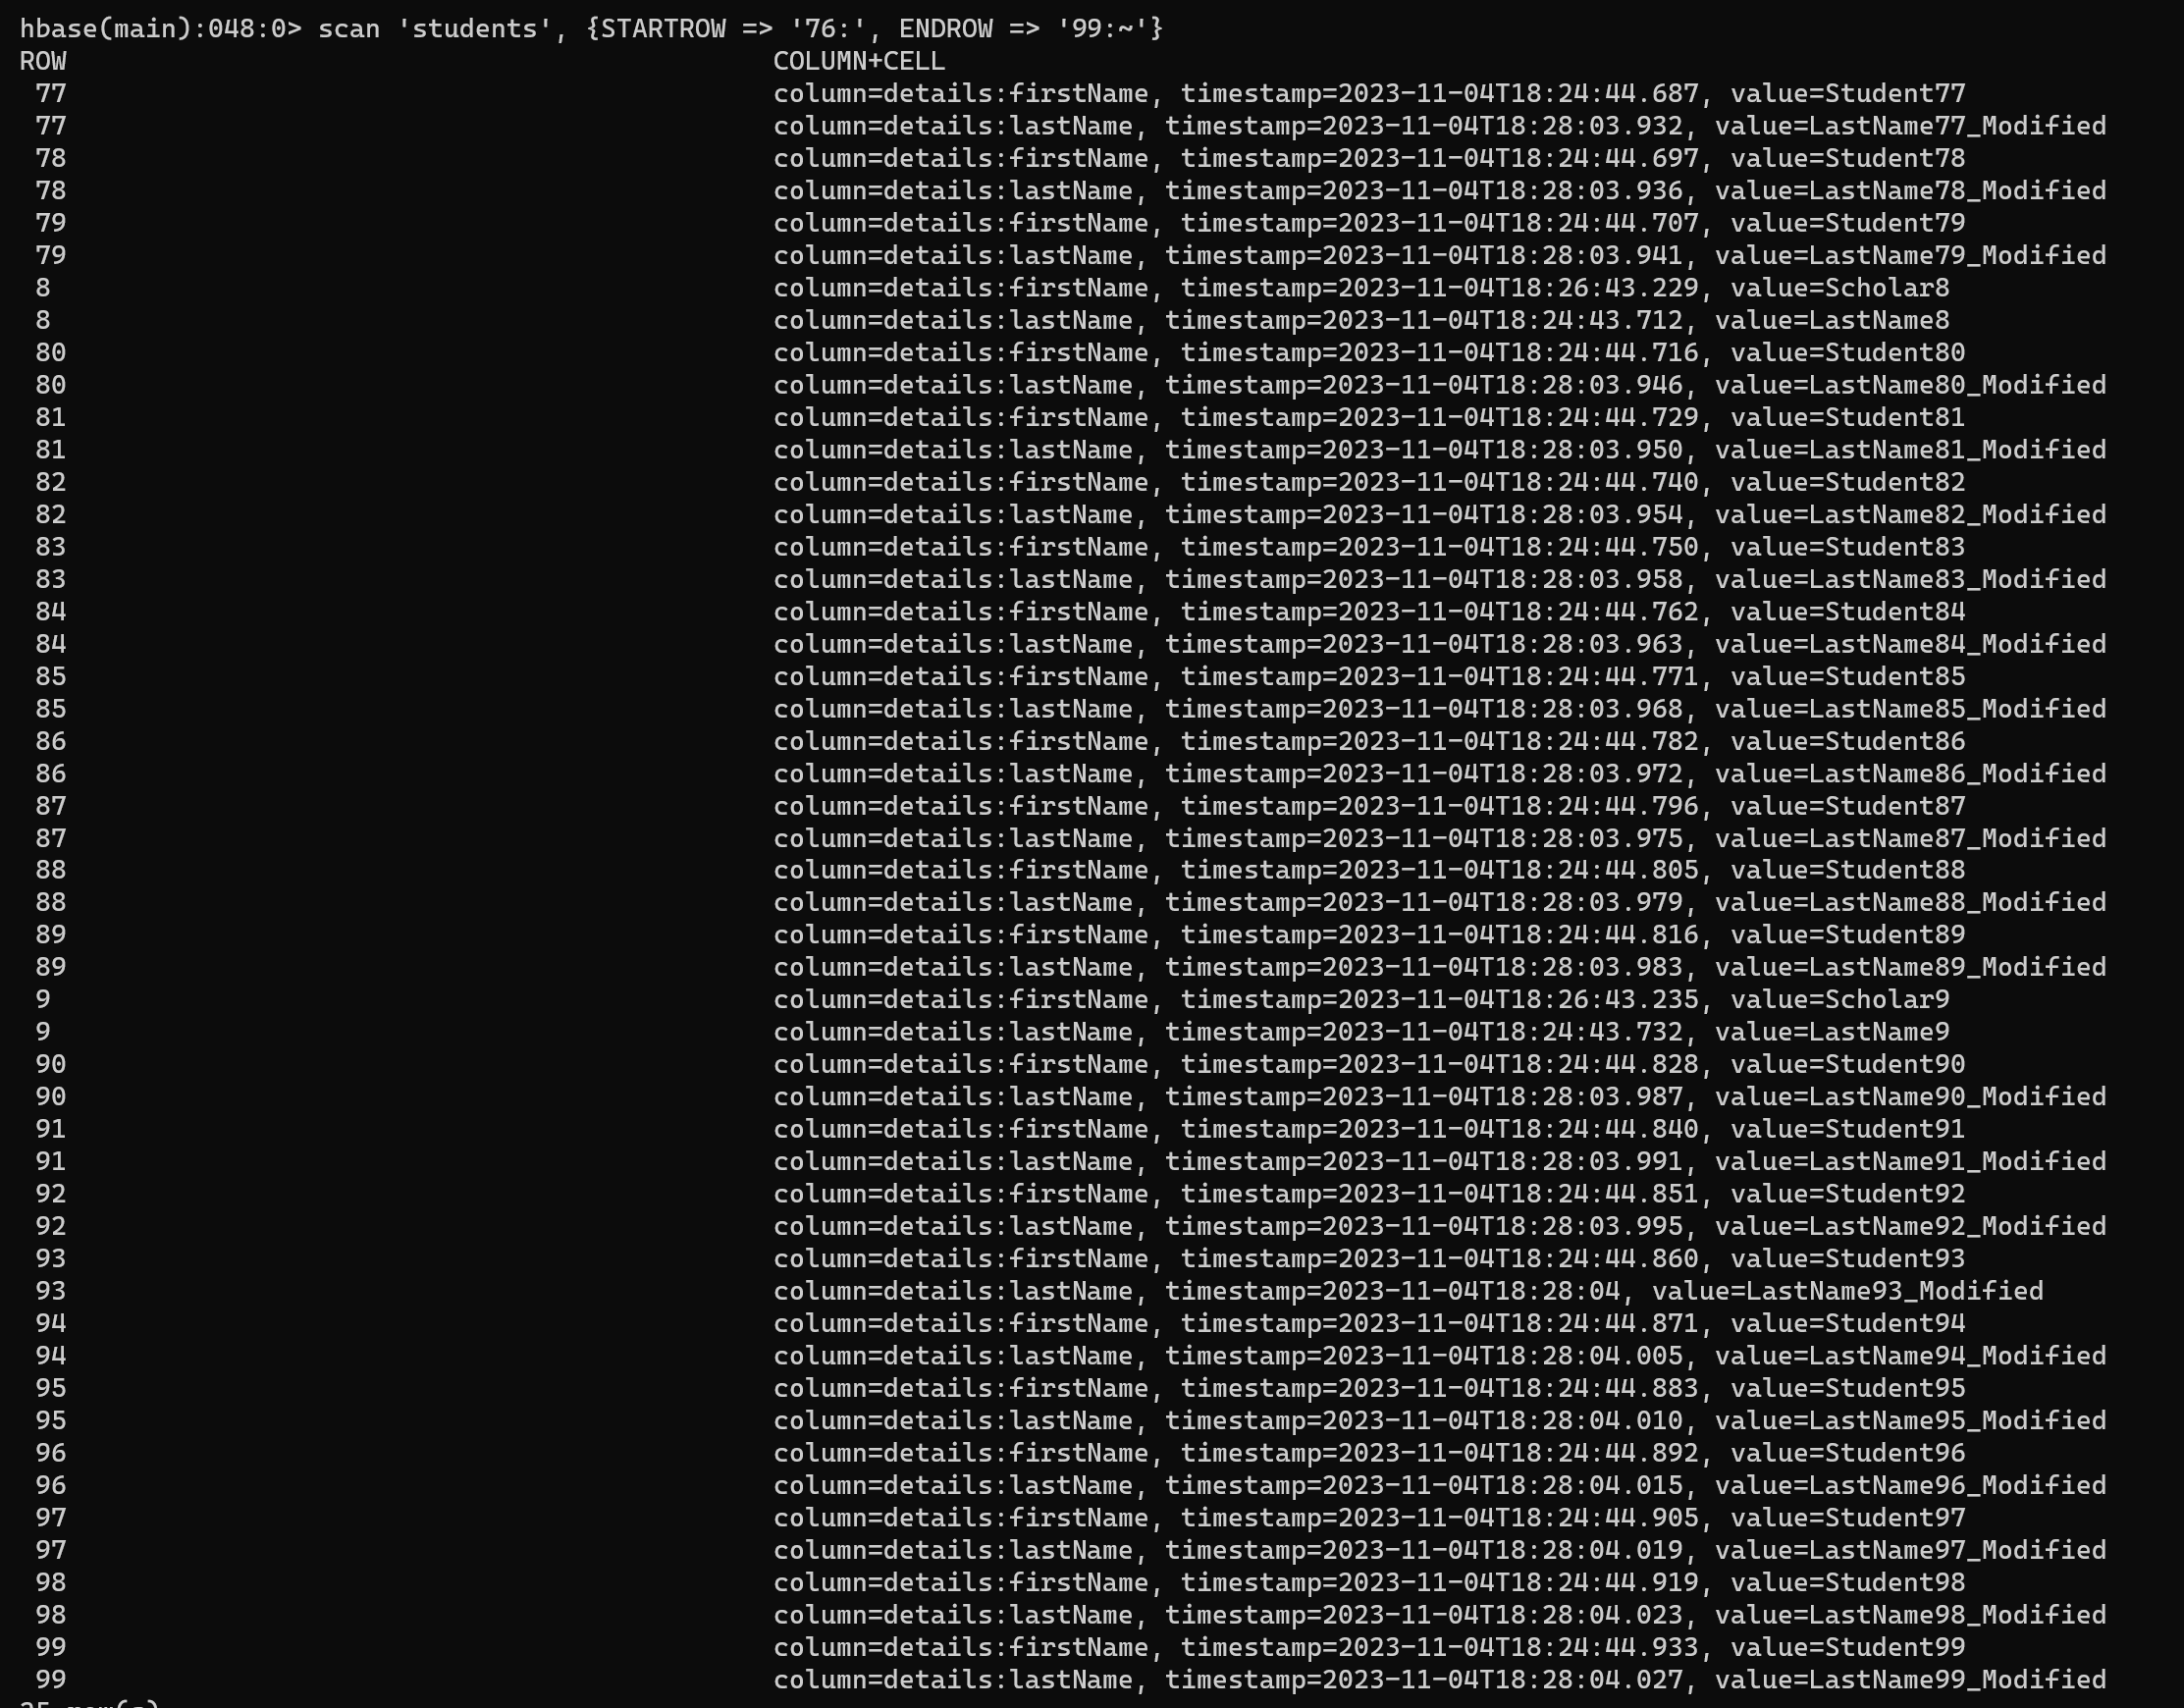 hbase(main):048:0> scan 'students', {STARTROW => '76:', ENDROW => '99:~'}
ROW COLUMN+CELL
77 column=details:firstName, timestamp=2023-11-04T18:24:44.687, value=Student77
77 column=details:lastName, timestamp=2023-11-04T18:28:03.932, value=LastName77_Modified
78 column=details:firstName, timestamp=2023-11-04T18:24:44.697, value=Student78
78 column=details:lastName, timestamp=2023-11-04T18:28:03.936, value=LastName78_Modified
79 column=details:firstName, timestamp=2023-11-04T18:24:44.707, value=Student79
79 column=details:lastName, timestamp=2023-11-04T18:28:03.941, value=LastName79_Modified
8 column=details:firstName, timestamp=2023-11-04T18:26:43.229, value=Scholar8
8 column=details:lastName, timestamp=2023-11-04T18:24:43.712, value=LastName8
80 column=details:firstName, timestamp=2023-11-04T18:24:44.716, value=Student80
80 column=details:lastName, timestamp=2023-11-04T18:28:03.946, value=LastName80_Modified
81 column=details:firstName, timestamp=2023-11-04T18:24:44.729, value=Student81
81 column=details:lastName, timestamp=2023-11-04T18:28:03.950, value=LastName81_Modified
82 column=details:firstName, timestamp=2023-11-04T18:24:44.740, value=Student82
82 column=details:lastName, timestamp=2023-11-04T18:28:03.954, value=LastName82_Modified
83 column=details:firstName, timestamp=2023-11-04T18:24:44.750, value=Student83
83 column=details:lastName, timestamp=2023-11-04T18:28:03.958, value=LastName83_Modified
84 column=details:firstName, timestamp=2023-11-04T18:24:44.762, value=Student84
84 column=details:lastName, timestamp=2023-11-04T18:28:03.963, value=LastName84_Modified
85 column=details:firstName, timestamp=2023-11-04T18:24:44.771, value=Student85
85 column=details:lastName, timestamp=2023-11-04T18:28:03.968, value=LastName85_Modified
86 column=details:firstName, timestamp=2023-11-04T18:24:44.782, value=Student86
86 column=details:lastName, timestamp=2023-11-04T18:28:03.972, value=LastName86_Modified
87 column=details:firstName, timestamp=2023-11-04T18:24:44.796, value=Student87
87 column=details:lastName, timestamp=2023-11-04T18:28:03.975, value=LastName87_Modified
88 column=details:firstName, timestamp=2023-11-04T18:24:44.805, value=Student88
88 column=details:lastName, timestamp=2023-11-04T18:28:03.979, value=LastName88_Modified
89 column=details:firstName, timestamp=2023-11-04T18:24:44.816, value=Student89
89 column=details:lastName, timestamp=2023-11-04T18:28:03.983, value=LastName89_Modified
9 column=details:firstName, timestamp=2023-11-04T18:26:43.235, value=Scholar9
9 column=details:lastName, timestamp=2023-11-04T18:24:43.732, value=LastName9
90 column=details:firstName, timestamp=2023-11-04T18:24:44.828, value=Student90
90 column=details:lastName, timestamp=2023-11-04T18:28:03.987, value=LastName90_Modified
91 column=details:firstName, timestamp=2023-11-04T18:24:44.840, value=Student91
91 column=details:lastName, timestamp=2023-11-04T18:28:03.991, value=LastName91_Modified
92 column=details:firstName, timestamp=2023-11-04T18:24:44.851, value=Student92
92 column=details:lastName, timestamp=2023-11-04T18:28:03.995, value=LastName92_Modified
93 column=details:firstName, timestamp=2023-11-04T18:24:44.860, value=Student93
93 column=details:lastName, timestamp=2023-11-04T18:28:04, value=LastName93_Modified
94 column=details:firstName, timestamp=2023-11-04T18:24:44.871, value=Student94
94 column=details:lastName, timestamp=2023-11-04T18:28:04.005, value=LastName94_Modified
95 column=details:firstName, timestamp=2023-11-04T18:24:44.883, value=Student95
95 column=details:lastName, timestamp=2023-11-04T18:28:04.010, value=LastName95_Modified
96 column=details:firstName, timestamp=2023-11-04T18:24:44.892, value=Student96
96 column=details:lastName, timestamp=2023-11-04T18:28:04.015, value=LastName96_Modified
97 column=details:firstName, timestamp=2023-11-04T18:24:44.905, value=Student97
97 column=details:lastName, timestamp=2023-11-04T18:28:04.019, value=LastName97_Modified
98 column=details:firstName, timestamp=2023-11-04T18:24:44.919, value=Student98
98 column=details:lastName, timestamp=2023-11-04T18:28:04.023, value=LastName98_Modified
99 column=details:firstName, timestamp=2023-11-04T18:24:44.933, value=Student99
99 column=details:lastName, timestamp=2023-11-04T18:28:04.027, value=LastName99_Modified